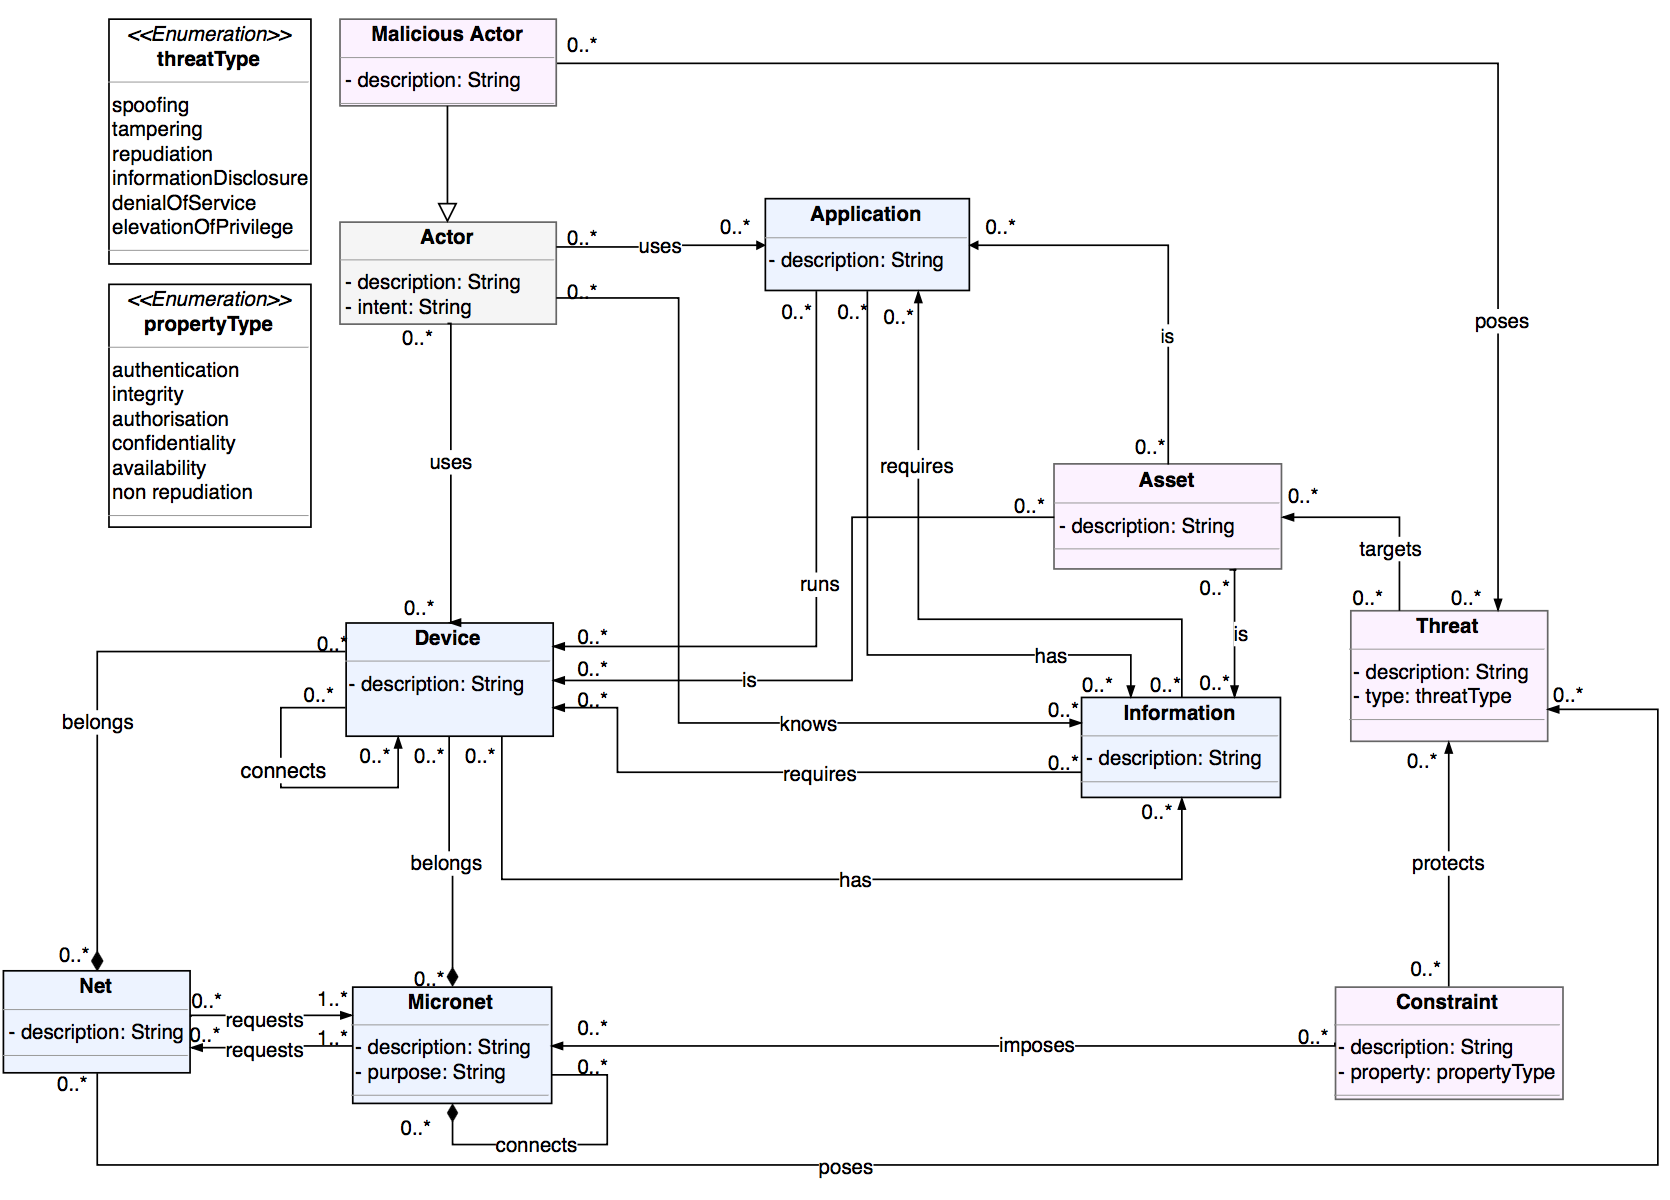 <<Enumeration>>
threatType
spoofing
tampering
repudiation
informationDisclosure
denialOfService
elevationOfPrivilege
<<Enumeration>>
propertyType
authentication
integrity
authorisation
confidentiality
availability
non repudiation
Malicious Actor
- description: String
0..*
poses
0..*
Actor
- description: String
- intent: String
0..*
uses
0..*
0..*
0..*
uses
0..*
Application
- description: String
0..*
0..*
0..*
0..*
is
0..*
requires
runs
Asset
- description: String
0..*
0..*
targets
0..*
0..*
is
0..*
Threat
- description: String
- type: threatType
0..*
0..*
Device
- description: String
0..*
0..*
0..*
0..*
0..*
0..*
0..*
0..*
is
has
knows
requires
connects
belongs
0..*
0..*
0..*
0..*
Information
- description: String
0..*
belongs
has
protects
0..*
0..*
0..*
Net
- description: String
0..*
requests
1..*
0..*
requests
1..*
0..*
Micronet
- description: String
- purpose: String
0..*
imposes
0..*
0..*
0..*
connects
Constraint
- description: String
- property: propertyType
poses